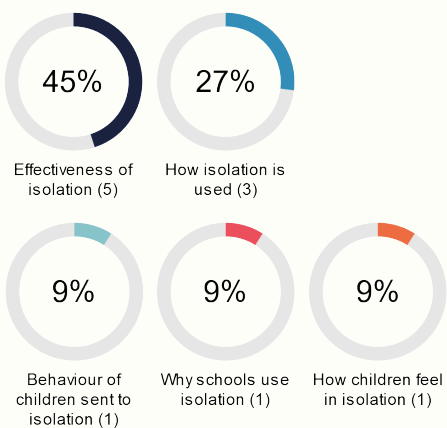 45%
Effectiveness of
isolation (5)
27%
How isolation is
used (3)
9%
Behaviour of
children sent to
isolation (1)
9%
Why schools use
isolation (1)
9%
How children feel
in isolation (1)